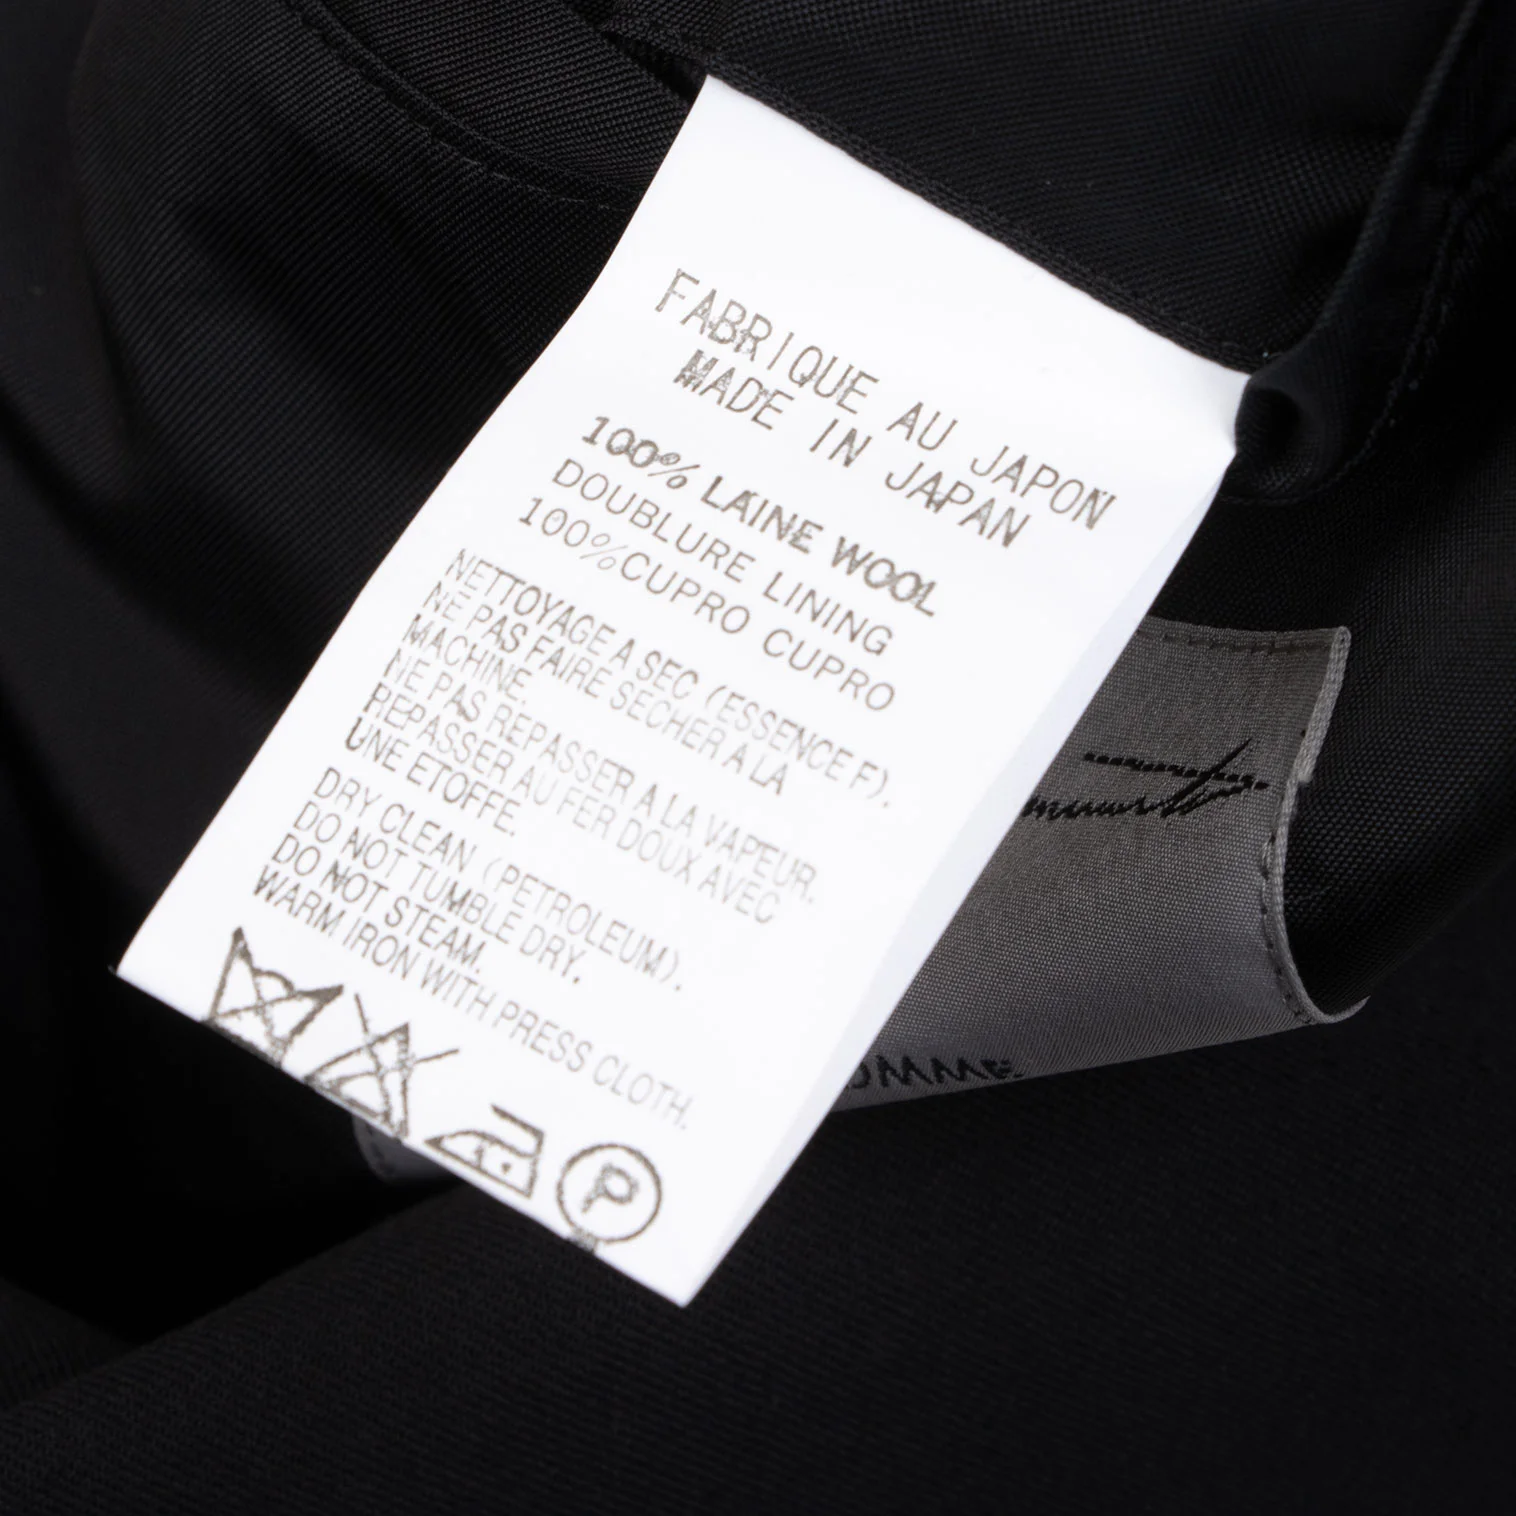 FABRIQUE AU JAPON
MADE IN JAPAN
100% LAINE WOOL
DOUBLURE LINING
100%CUPRO CUPRO
NETTOYAGE A SEC (ESSENCE F).
NE PAS FAIRE SECHER A LA
MACHINE.
NE PAS REPASSER A LA VAPEUR.
REPASSER AU FER DOUX AVEC
UNE ETOFFE.
DRY CLEAN (PETROLEUM).
DO NOT TUMBLE DRY.
DO NOT STEAM.
WARM IRON WITH PRESS CLOTH.
P